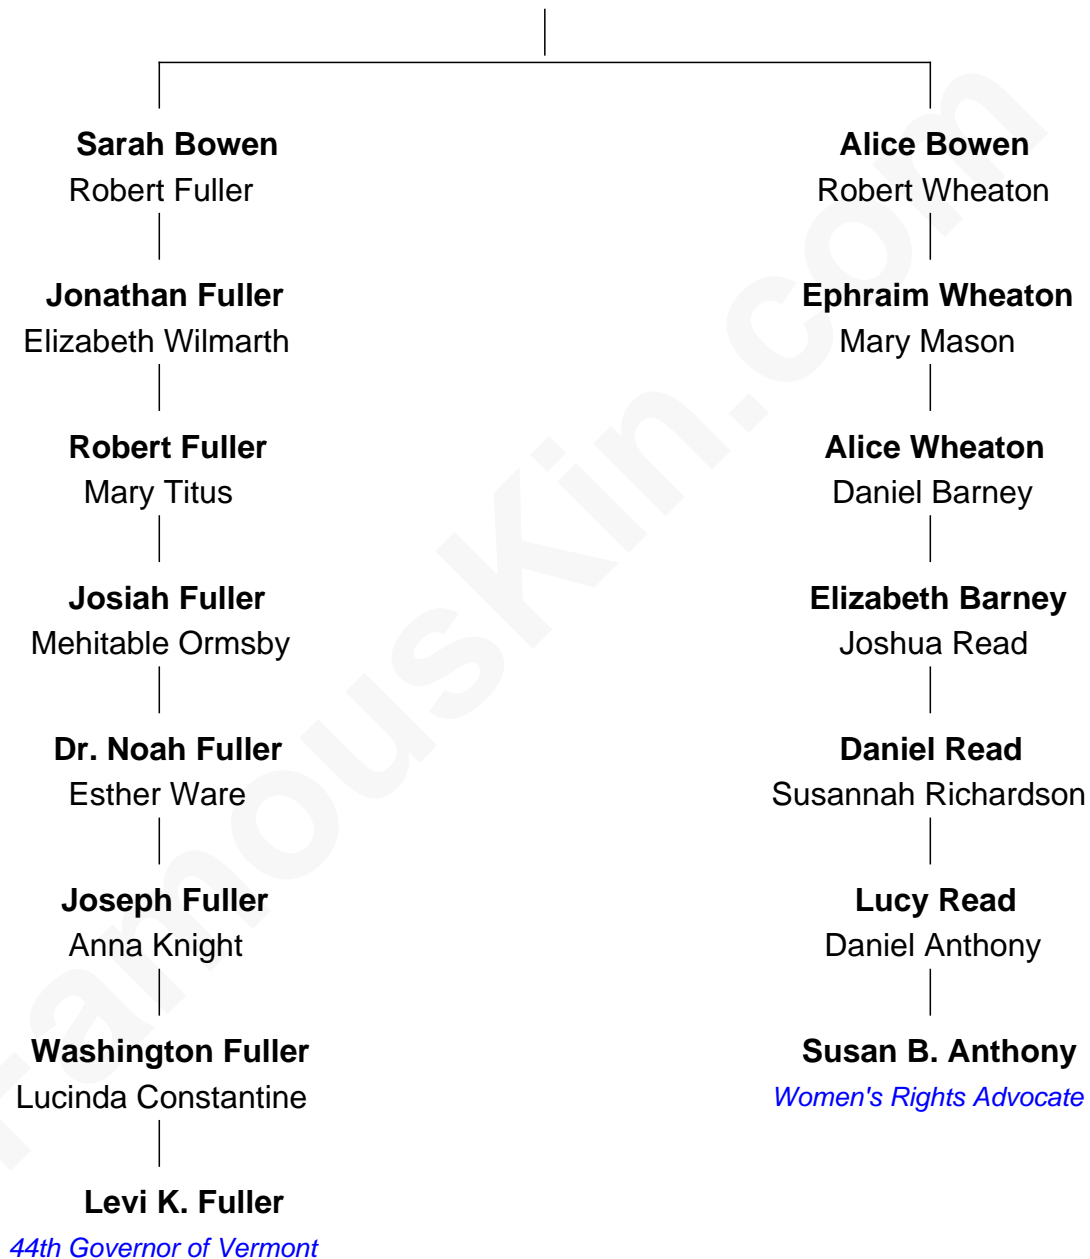 Sarah Bowen
Robert Fuller
Jonathan Fuller
Elizabeth Wilmarth
Robert Fuller
Mary Titus
Josiah Fuller
Mehitable Ormsby
Dr. Noah Fuller
Esther Ware
Joseph Fuller
Anna Knight
Washington Fuller
Lucinda Constantine
Levi K. Fuller
44th Governor of Vermont
Alice Bowen
Robert Wheaton
Ephraim Wheaton
Mary Mason
Alice Wheaton
Daniel Barney
Elizabeth Barney
Joshua Read
Daniel Read
Susannah Richardson
Lucy Read
Daniel Anthony
Susan B. Anthony
Women's Rights Advocate
FamousKin.com